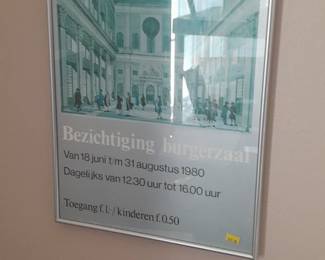 Bezichtiging burgerzaal
Van 18 juni t/m 31 augustus 1980
Dagelijks van 12.30 uur tot 16.00 uur
Toegang f. 1.-/ kinderen f. 0.50